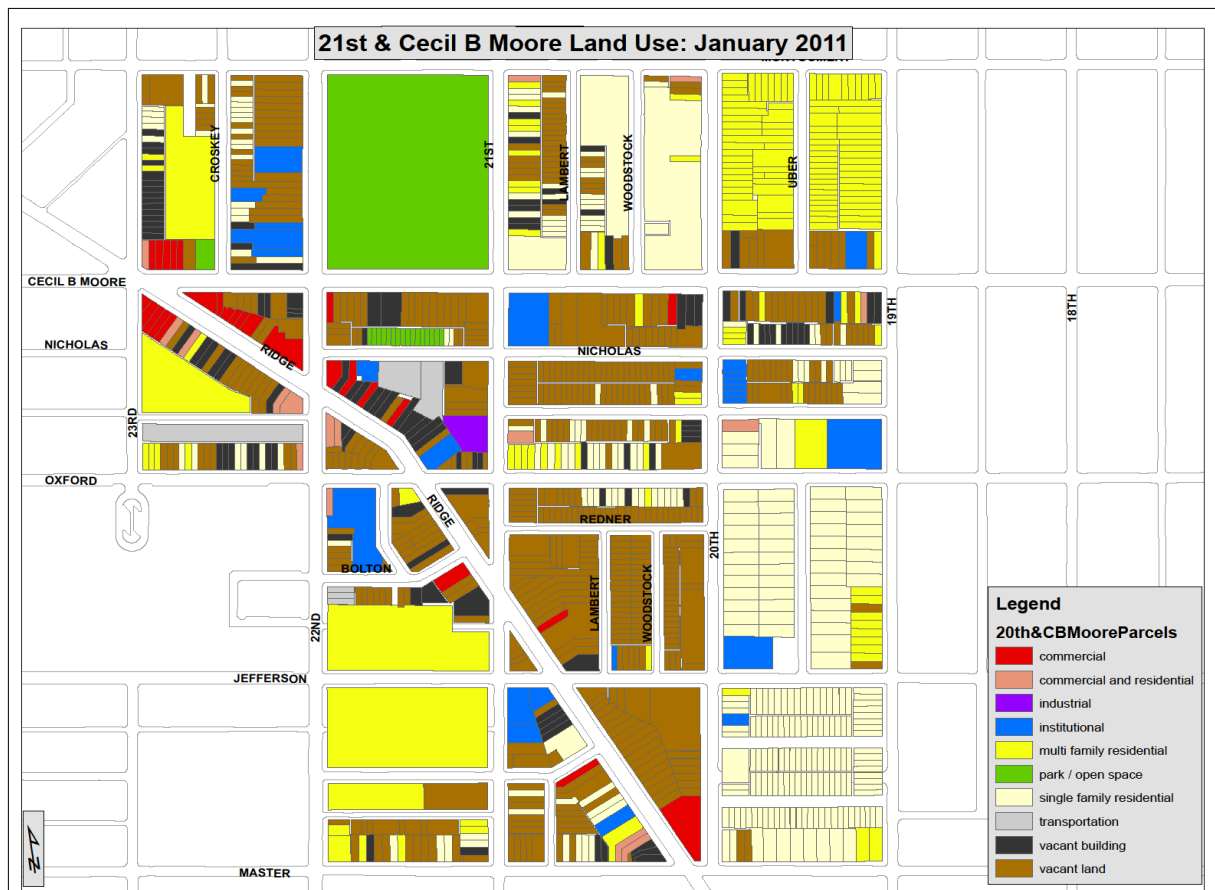 21st & Cecil B Moore Land Use: January 2011
MONTGOMERY
CROSKEY
21ST
LAMBERT
WOODSTOCK
UBER
CECIL B MOORE
19TH
18TH
NICHOLAS
RIDGE
NICHOLAS
23RD
OXFORD
RIDGE
REDNER
20TH
BOLTON
LAMBERT
WOODSTOCK
22ND
JEFFERSON
MASTER
Legend
20th&CBMooreParcels
commercial
commercial and residential
industrial
institutional
multi family residential
park / open space
single family residential
transportation
vacant building
vacant land
N